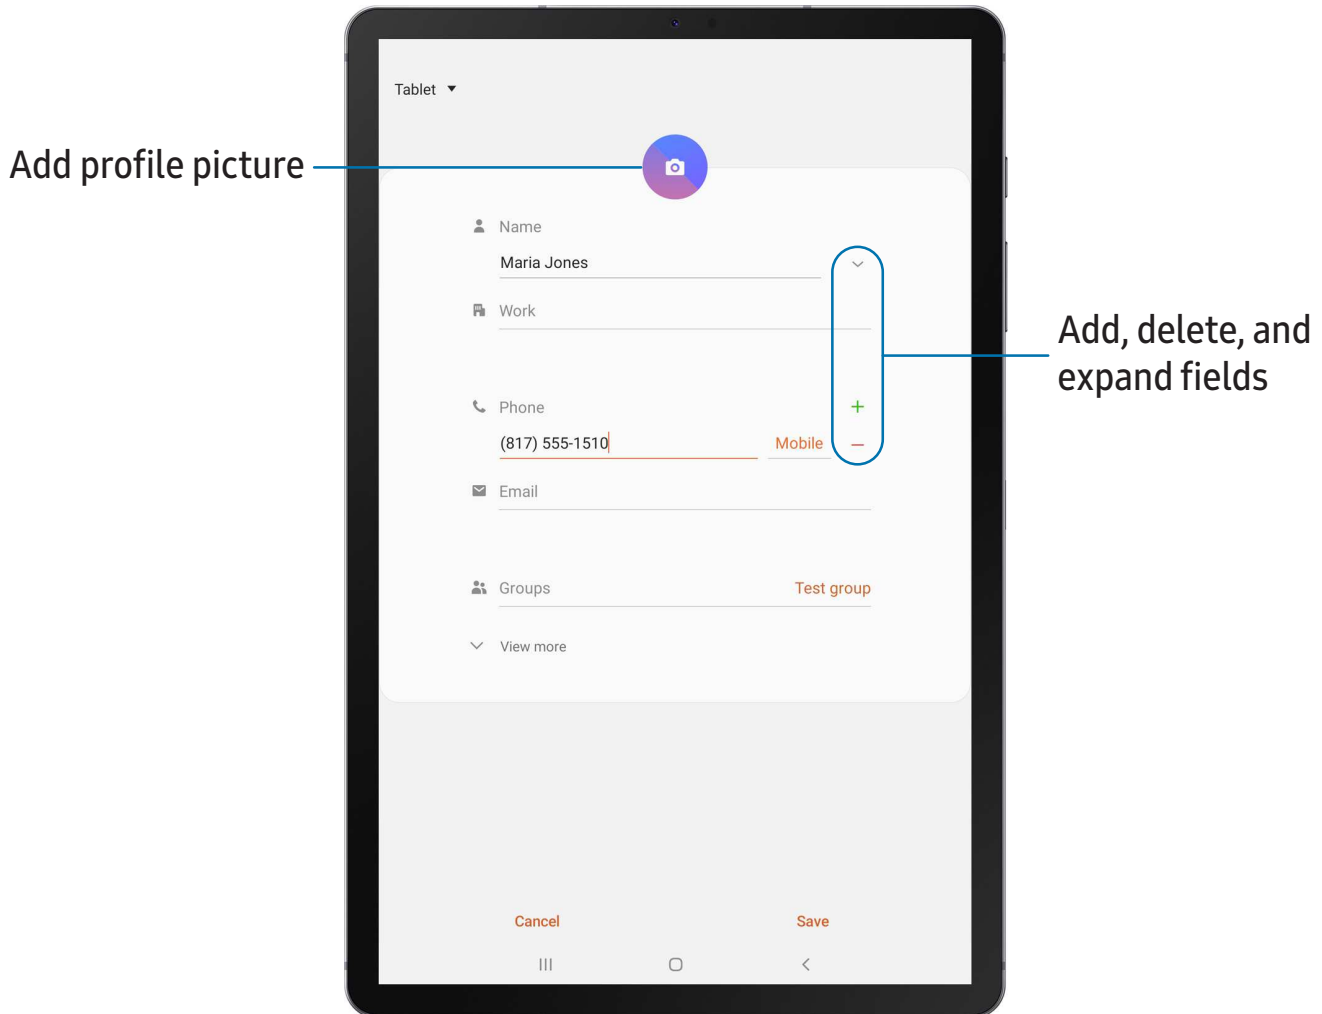 Tablet
Add profile picture
Name
Maria Jones
Work
Add, delete, and
expand fields
Phone
(817) 555-1510 Mobile
Email
Groups Test group
View more
Cancel Save